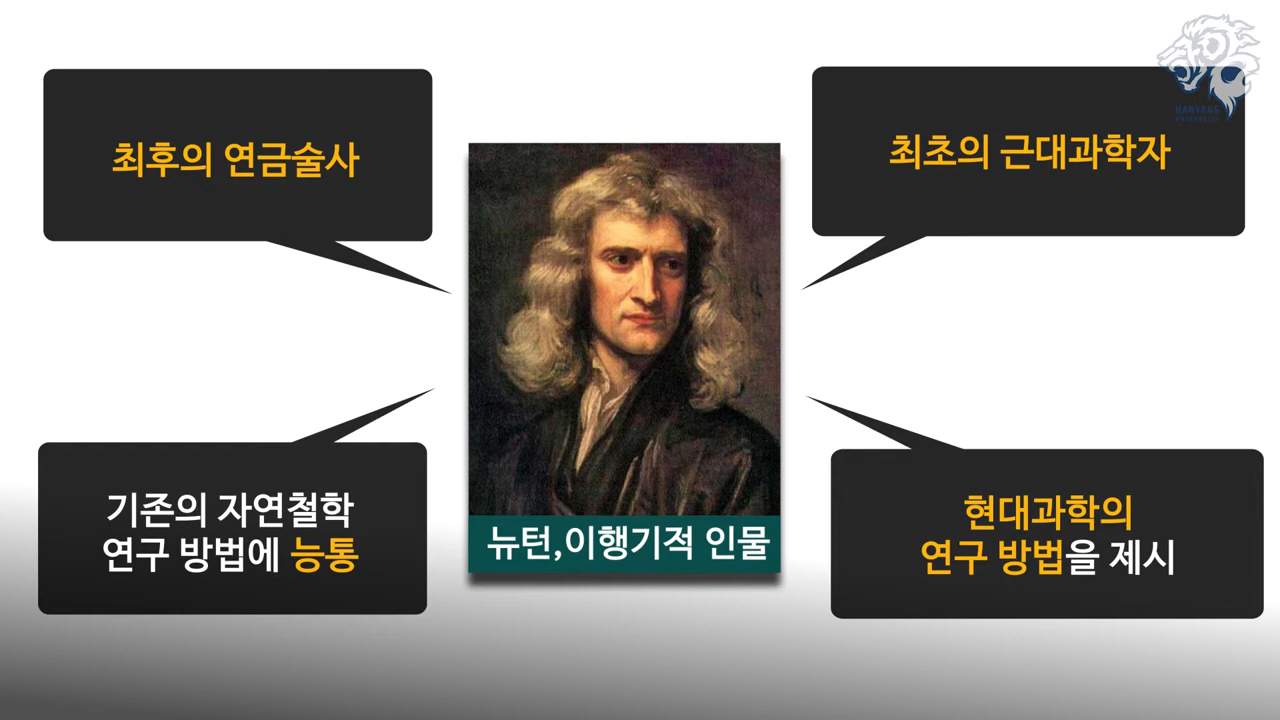 최후의 연금술사
최초의 근대과학자
HANYANG
UNIVERSITY
기존의 자연철학
연구 방법에 능통
뉴턴,이행기적 인물
현대과학의
연구 방법을 제시